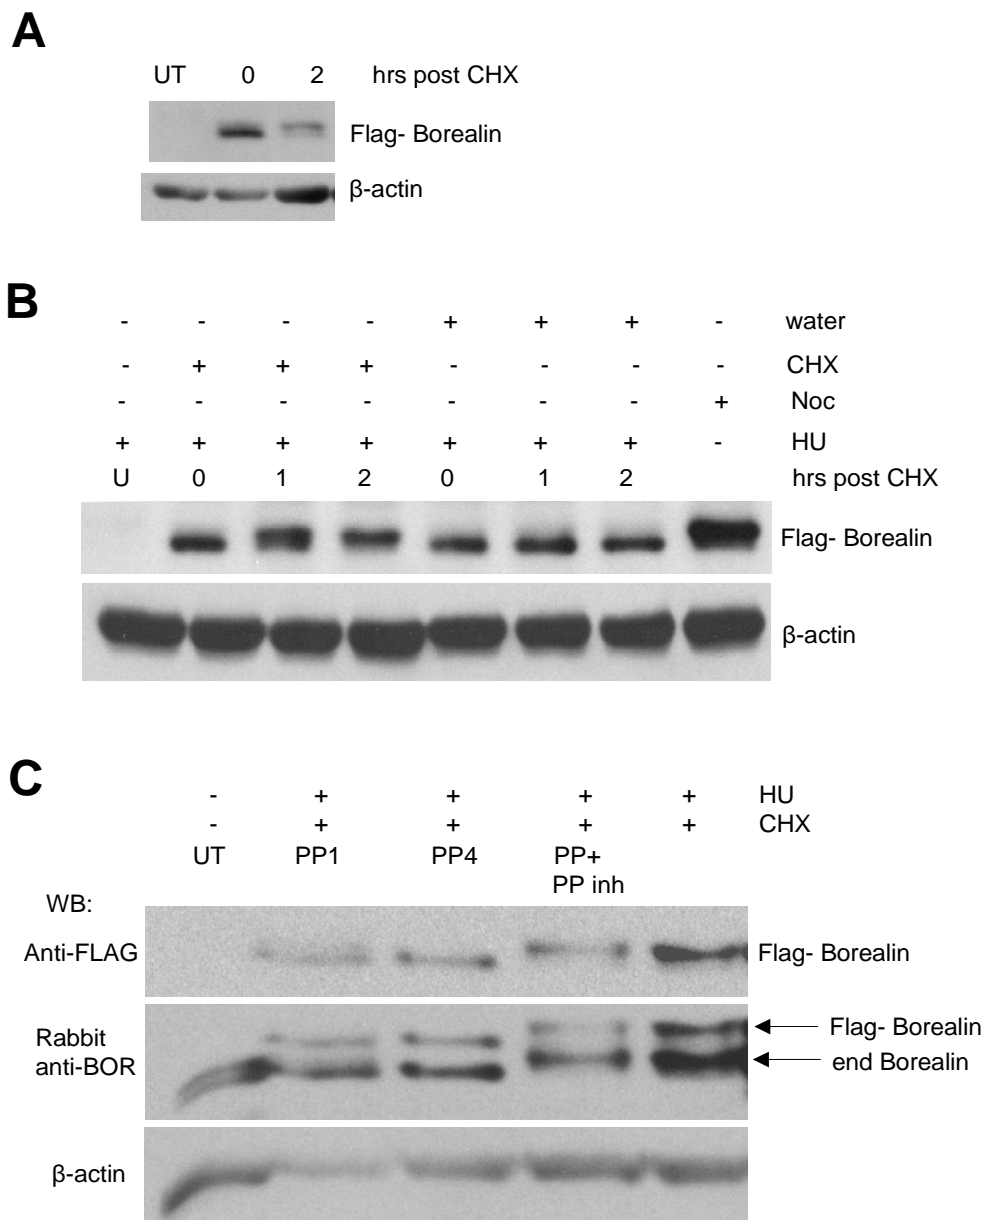 A
UT 0 2 hrs post CHX
Flag- Borealin
β-actin
B
- - - - + + + - water
- + + + - - - - CHX
- - - - - - - + Noc
+ + + + + + + - HU
U 0 1 2 0 1 2 hrs post CHX
Flag- Borealin
β-actin
C
- + + + + HU
- + + + + CHX
UT PP1 PP4 PP+
PP inh
WB:
Anti-FLAG Flag- Borealin
Rabbit Flag- Borealin
anti-BOR end Borealin
β-actin